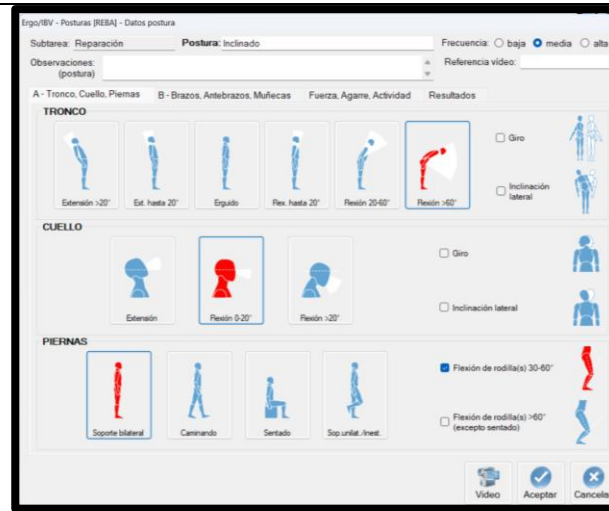 Ergo/IBV - Posturas [REBA] - Datos postura
Subtarea: Reparación Postura: Inclinado Frecuencia: baja media alta
Observaciones: (postura) Referencia vídeo:
A - Tronco, Cuello, Piernas B - Brazos, Antebrazos, Muñecas Fuerza, Agarre, Actividad Resultados
TRONCO
Giro
Inclinación lateral
Extensión >20° Ext. hasta 20° Erguido Flex. hasta 20° Flexión 20-60° Flexión >60°
CUELLO
Giro
Inclinación lateral
Extensión Flexión 0-20° Flexión >20°
PIERNAS
Flexión de rodilla(s) 30-60°
Flexión de rodilla(s) >60°
(excepto sentado)
Soporte bilateral Caminando Sentado Sop.unilat./inest.
Vídeo Aceptar Cancela